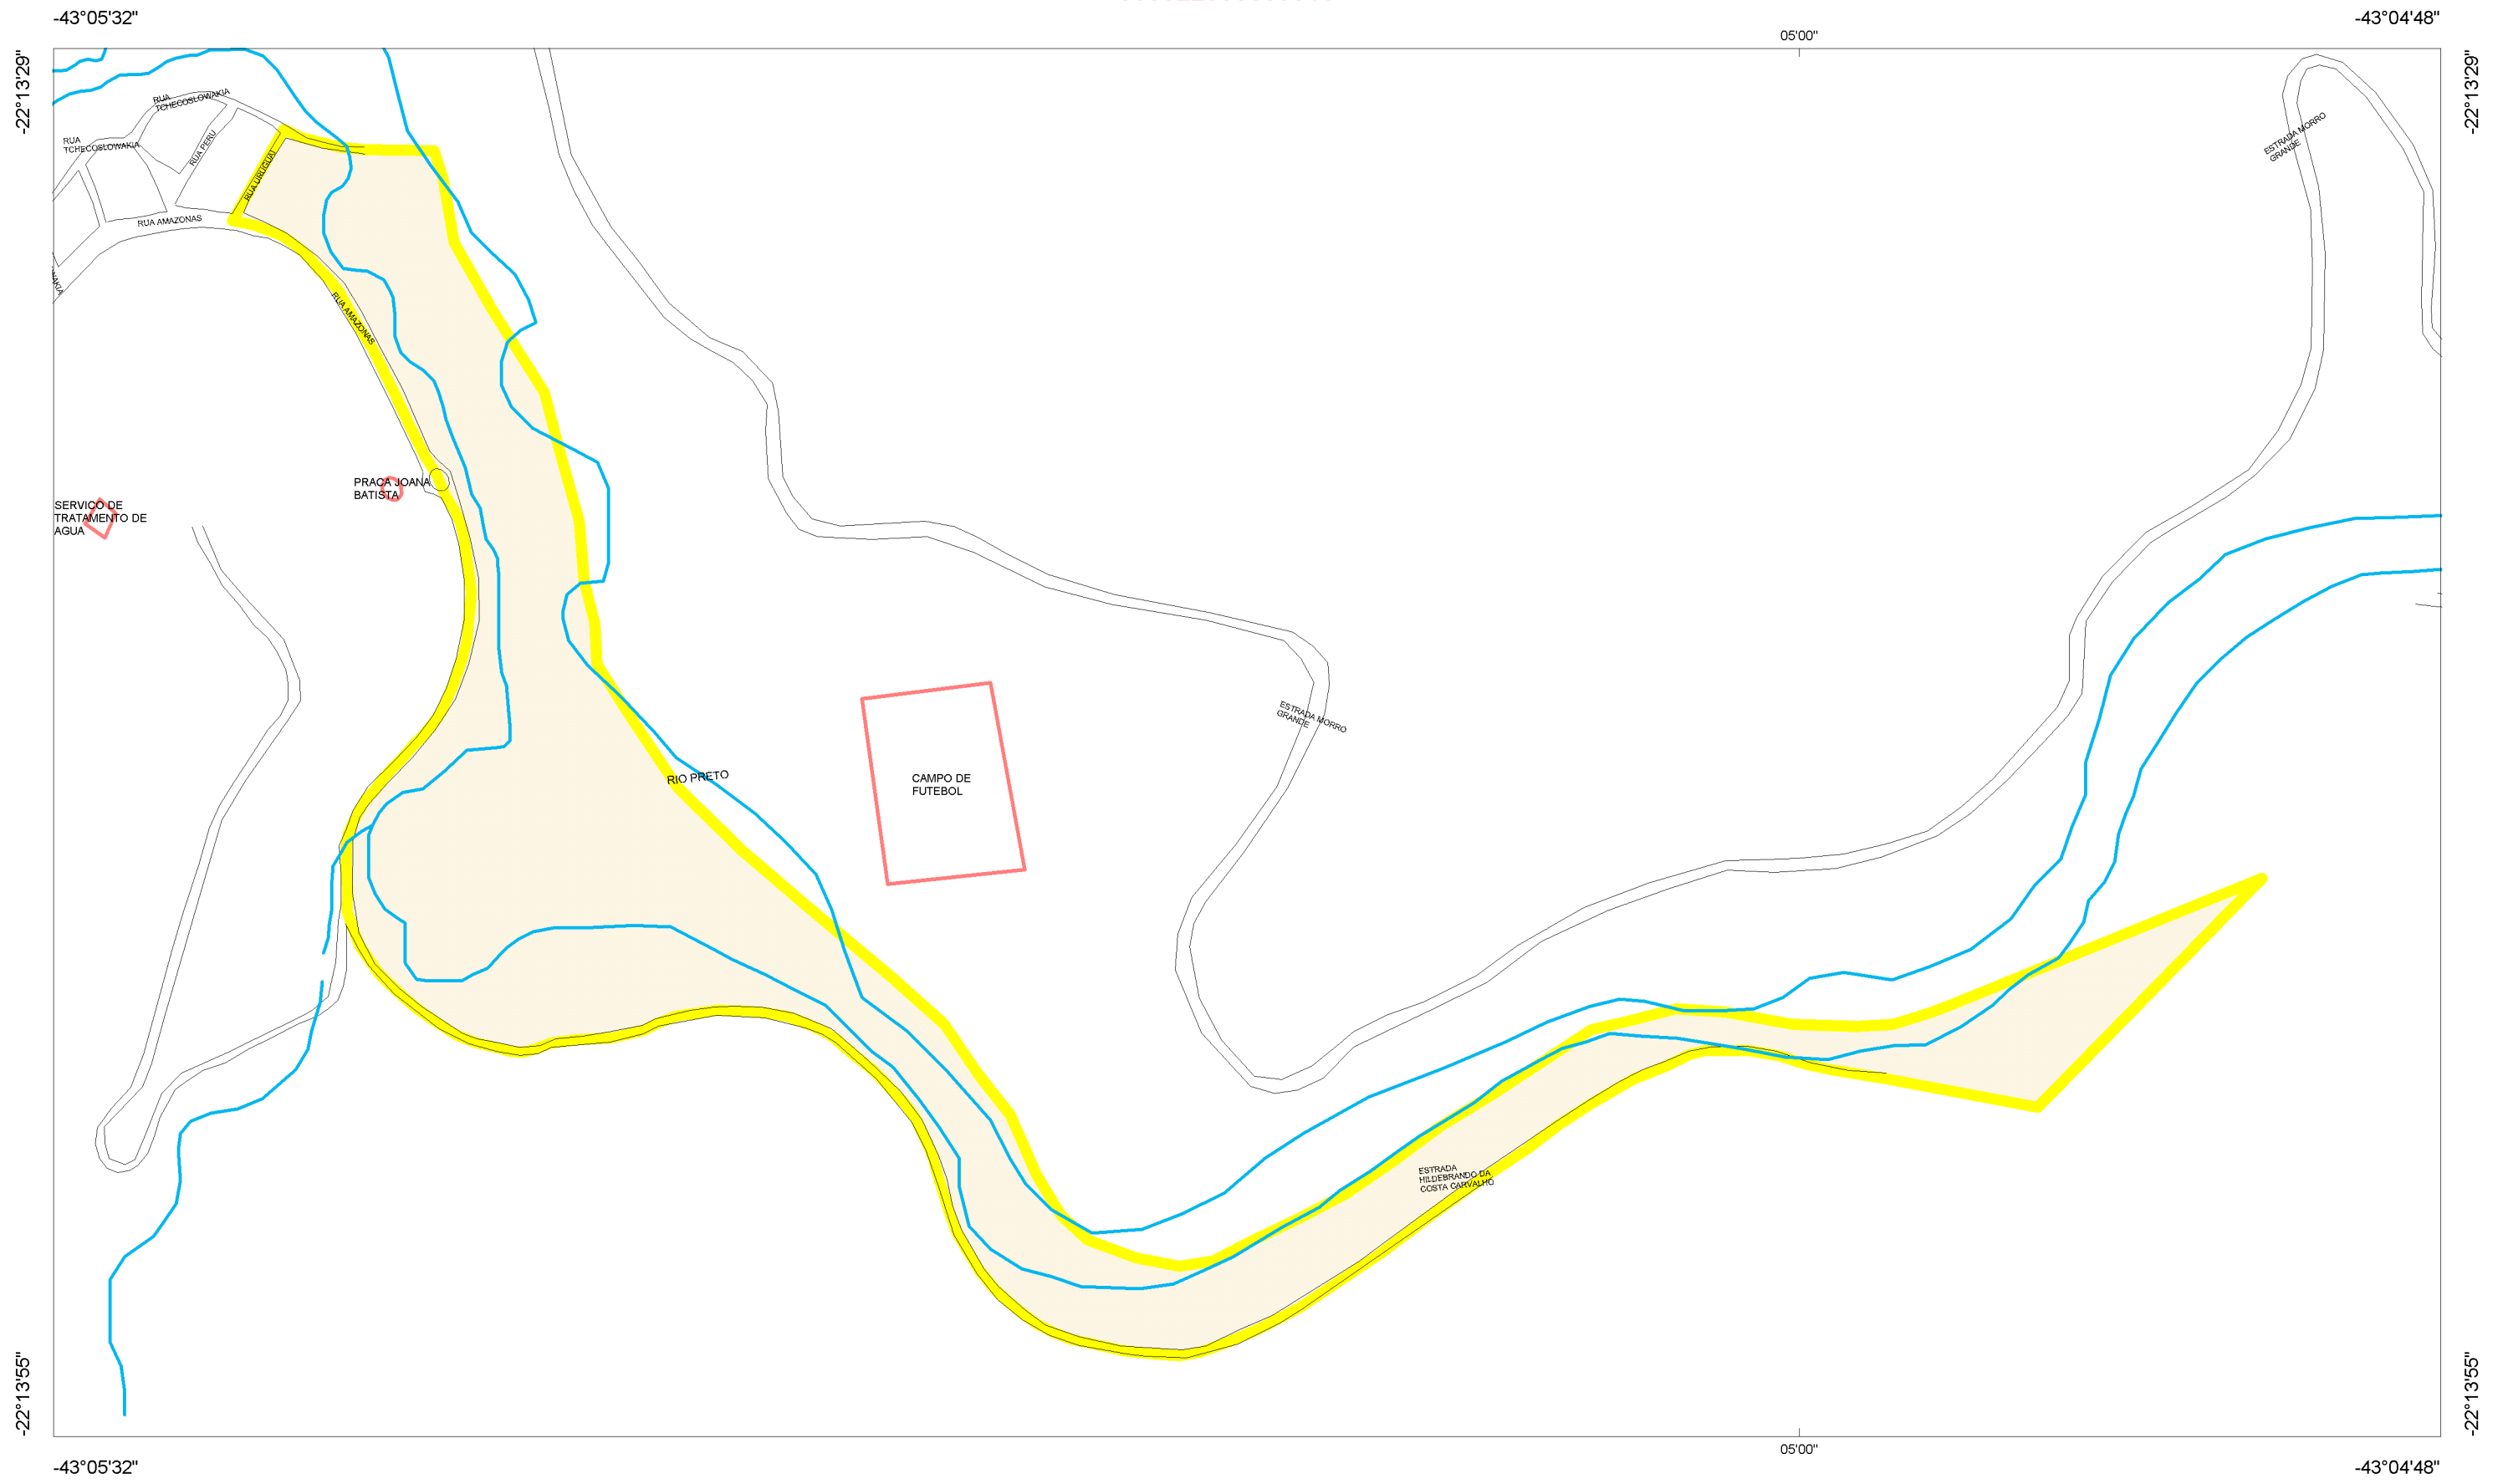 -43°05'32"
-43°04'48"
-22°13'29"
05'00"
-22°13'29"
RUA
TCHECOSLOWAKIA
RUA
TCHECOSLOWAKIA
RUA PERU
RUA URUGUAI
RUA AMAZONAS
ESTRADA MORRO
GRANDE
RUA AMAZONAS
PRACA JOANA
BATISTA
SERVICO DE
TRATAMENTO DE
AGUA
ESTRADA MORRO
GRANDE
RIO PRETO
CAMPO DE
FUTEBOL
ESTRADA
HILDEBRANDO DA
COSTA CARVALHO
-22°13'55"
-22°13'55"
05'00"
-43°05'32"
-43°04'48"